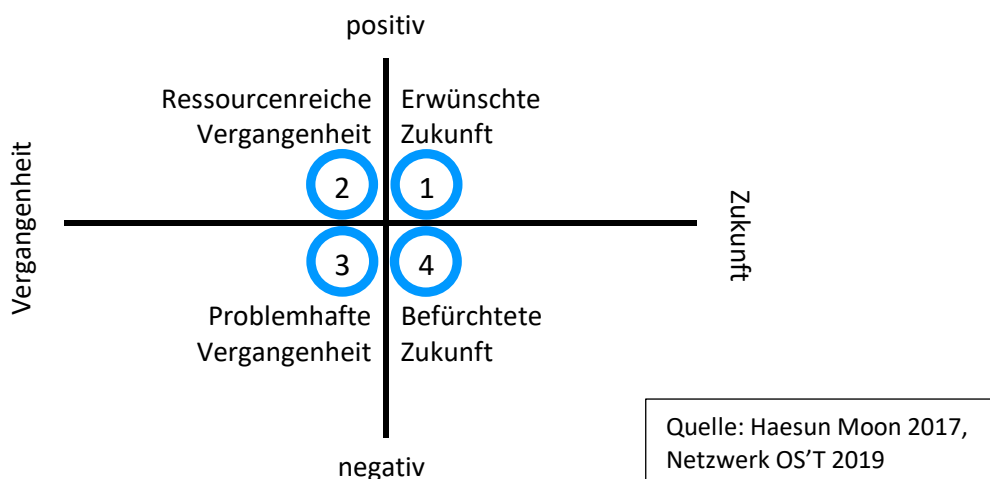 positiv
Ressourcenreiche
Vergangenheit
Erwünschte
Zukunft
2
1
Vergangenheit
Zukunft
3
4
Problemhafte
Vergangenheit
Befürchtete
Zukunft
negativ
Quelle: Haesun Moon 2017,
Netzwerk OS’T 2019